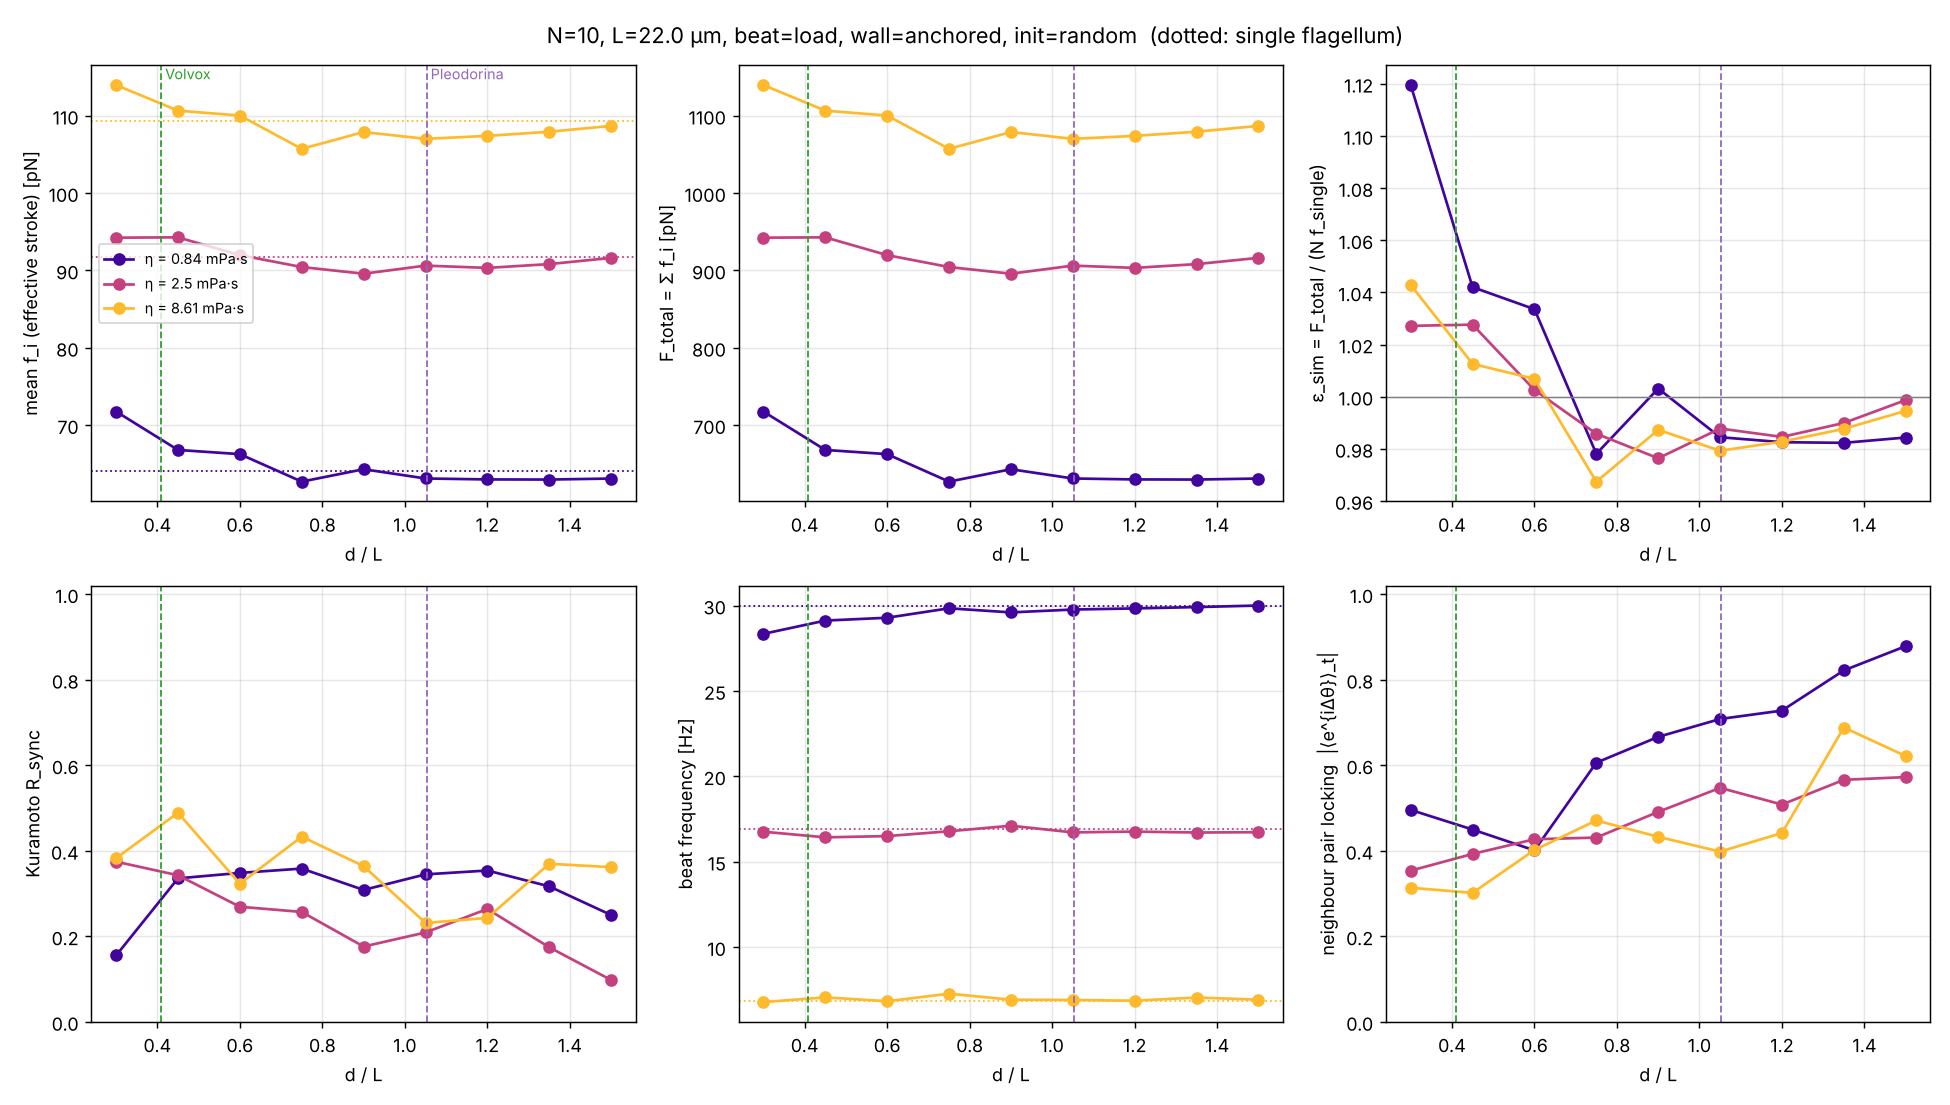 N=10, L=22.0 μm, beat=load, wall=anchored, init=random  (dotted: single flagellum)
mean f_i (effective stroke) [pN]
110
100
90
80
70
Volvox
Pleodorina
η = 0.84 mPa·s
η = 2.5 mPa·s
η = 8.61 mPa·s
0.4 0.6 0.8 1.0 1.2 1.4
d / L
F_total = Σ f_i [pN]
1100
1000
900
800
700
0.4 0.6 0.8 1.0 1.2 1.4
d / L
ε_sim = F_total / (N f_single)
1.12
1.10
1.08
1.06
1.04
1.02
1.00
0.98
0.96
0.4 0.6 0.8 1.0 1.2 1.4
d / L
Kuramoto R_sync
1.0
0.8
0.6
0.4
0.2
0.0
0.4 0.6 0.8 1.0 1.2 1.4
d / L
beat frequency [Hz]
30
25
20
15
10
0.4 0.6 0.8 1.0 1.2 1.4
d / L
neighbour pair locking |⟨e^{iΔθ}⟩_t|
1.0
0.8
0.6
0.4
0.2
0.0
0.4 0.6 0.8 1.0 1.2 1.4
d / L